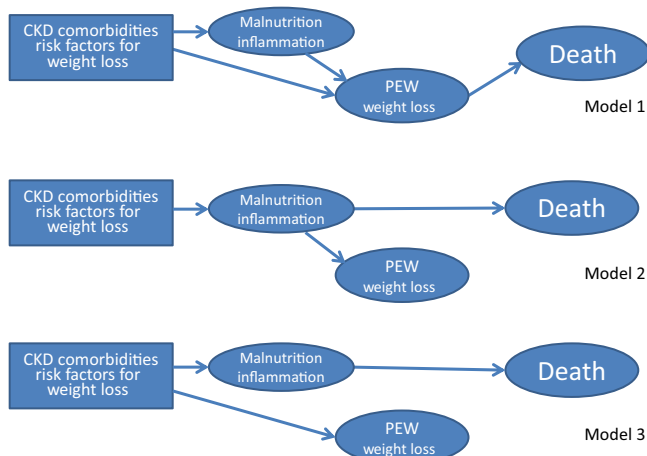 CKD comorbidities
risk factors for
weight loss
Malnutrition
inflammation
PEW
weight loss
Death
Model 1
CKD comorbidities
risk factors for
weight loss
Malnutrition
inflammation
PEW
weight loss
Death
Model 2
CKD comorbidities
risk factors for
weight loss
Malnutrition
inflammation
PEW
weight loss
Death
Model 3